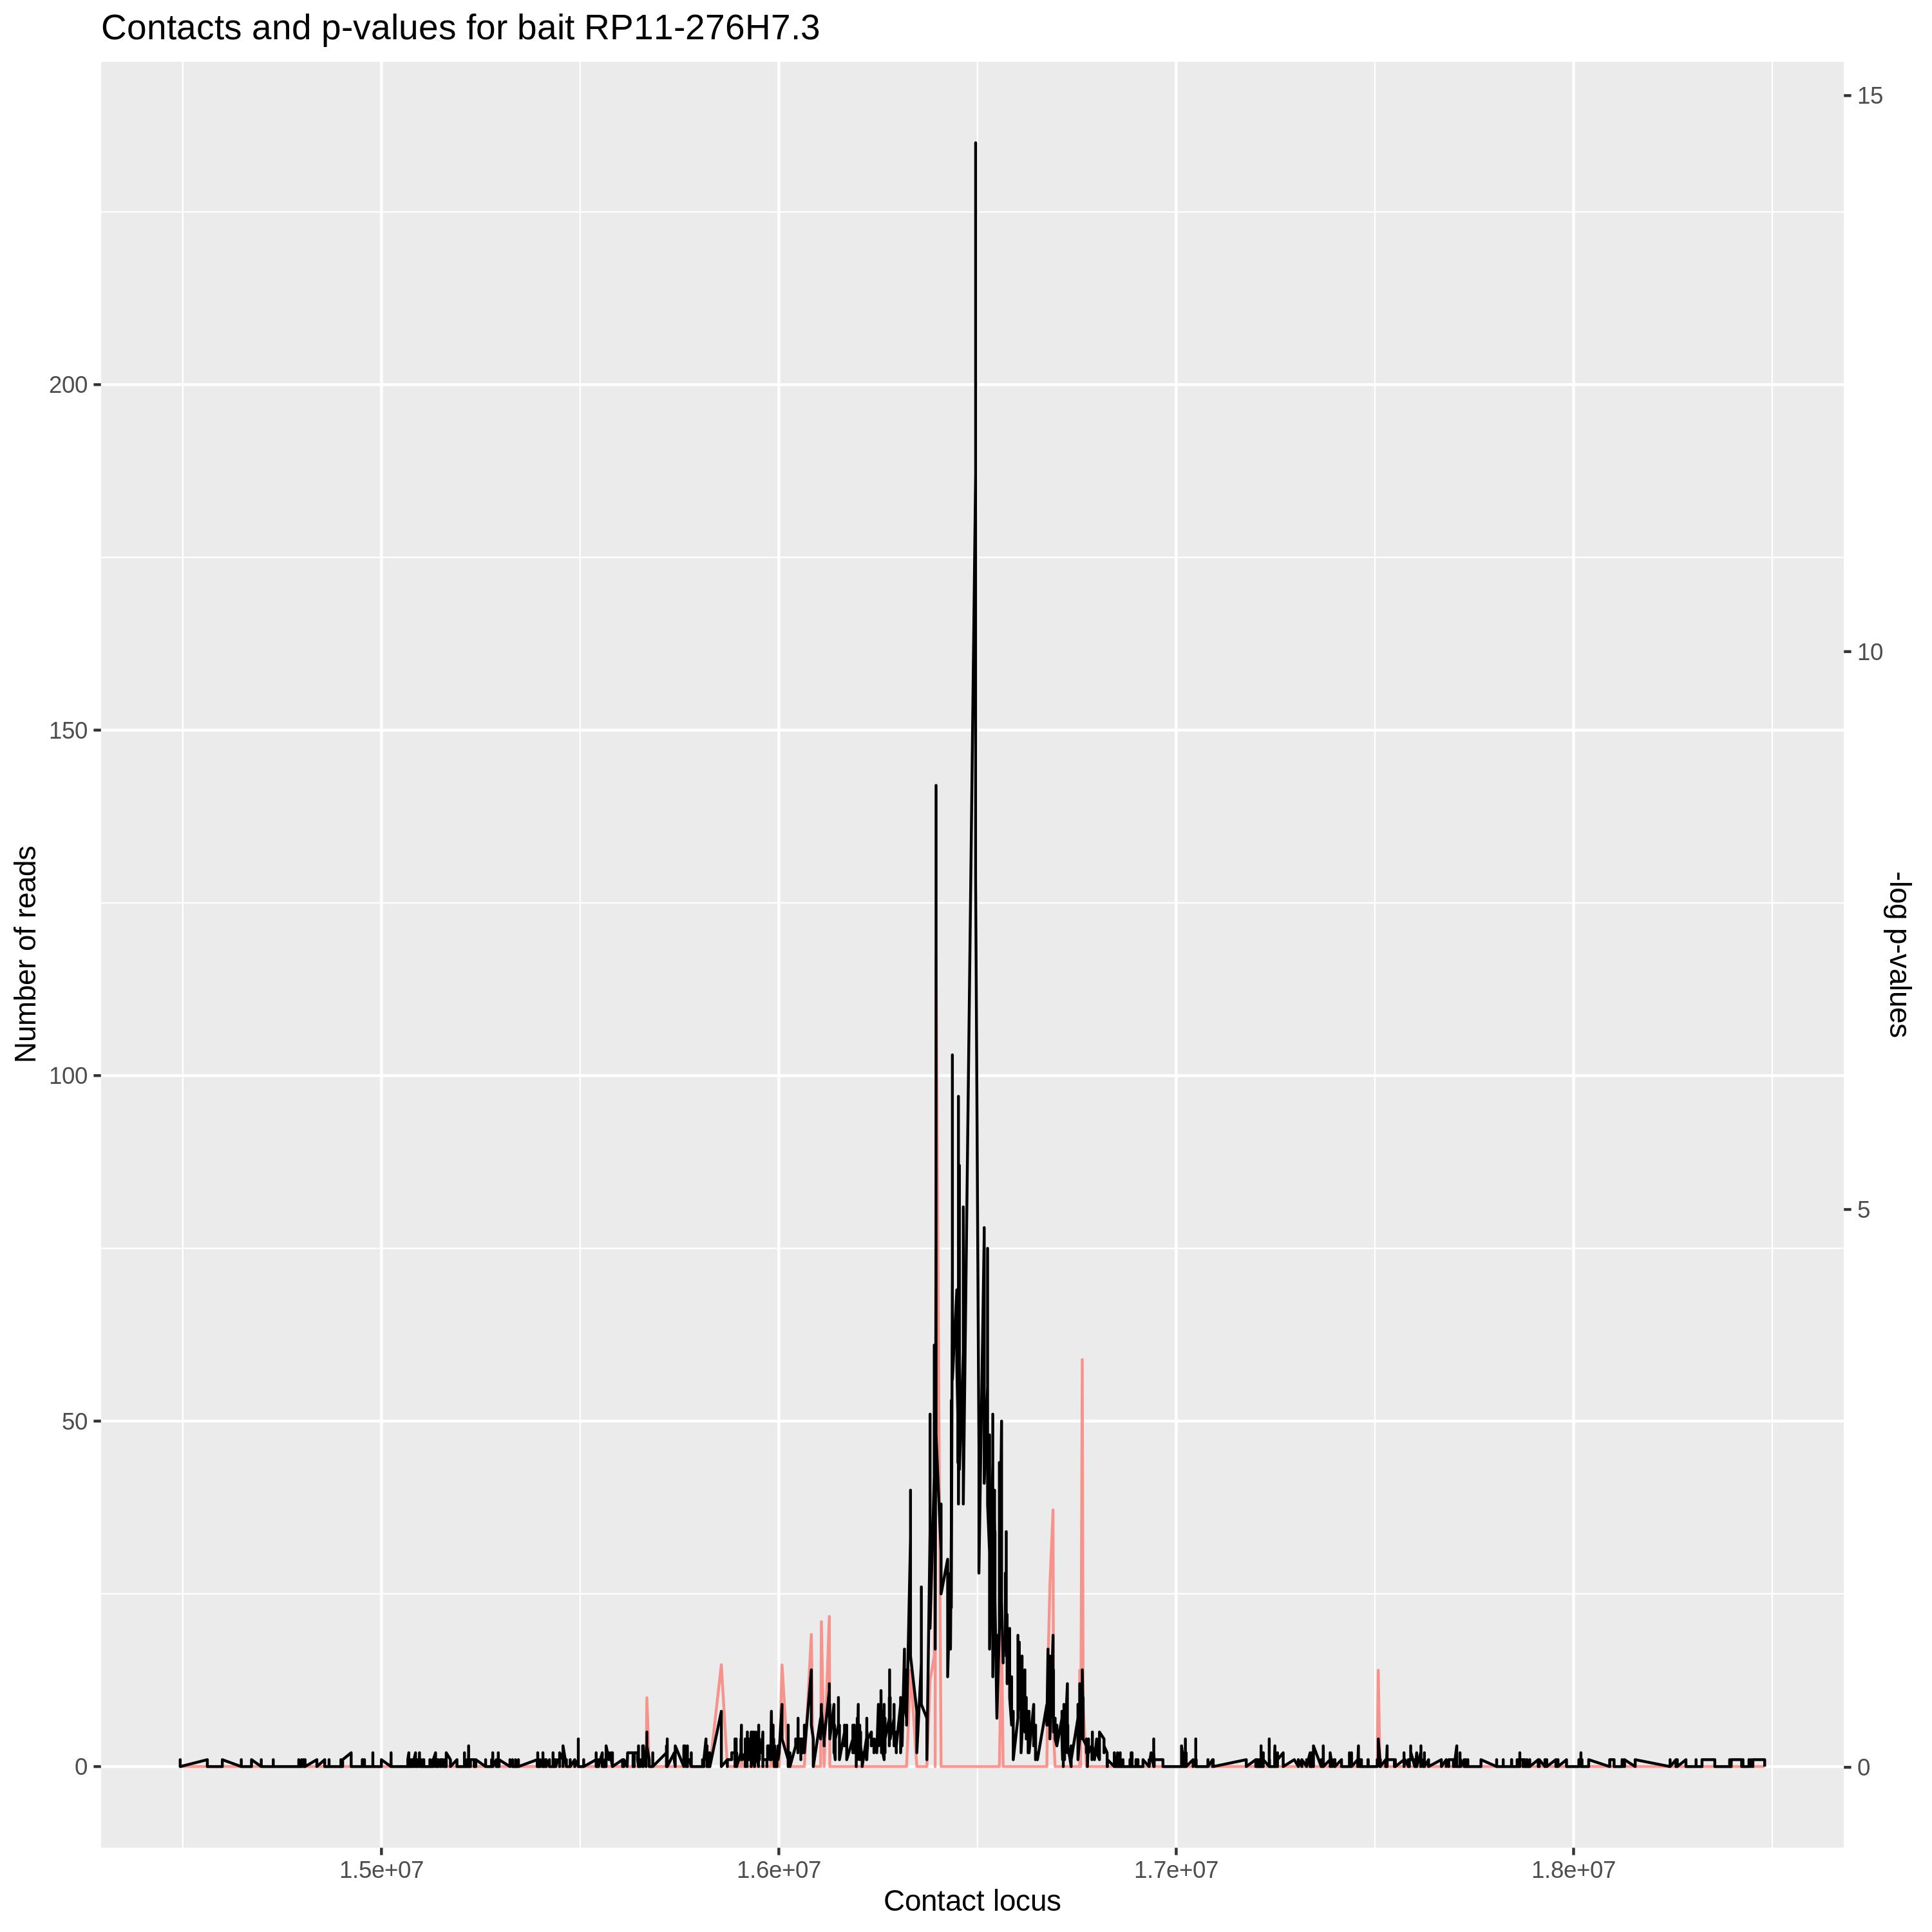 Contacts and p-values for bait RP11-276H7.3
15
200
10
150
Number of reads
-log p-values
100
5
50
0
0
1.5e+07
1.6e+07
1.7e+07
1.8e+07
Contact locus